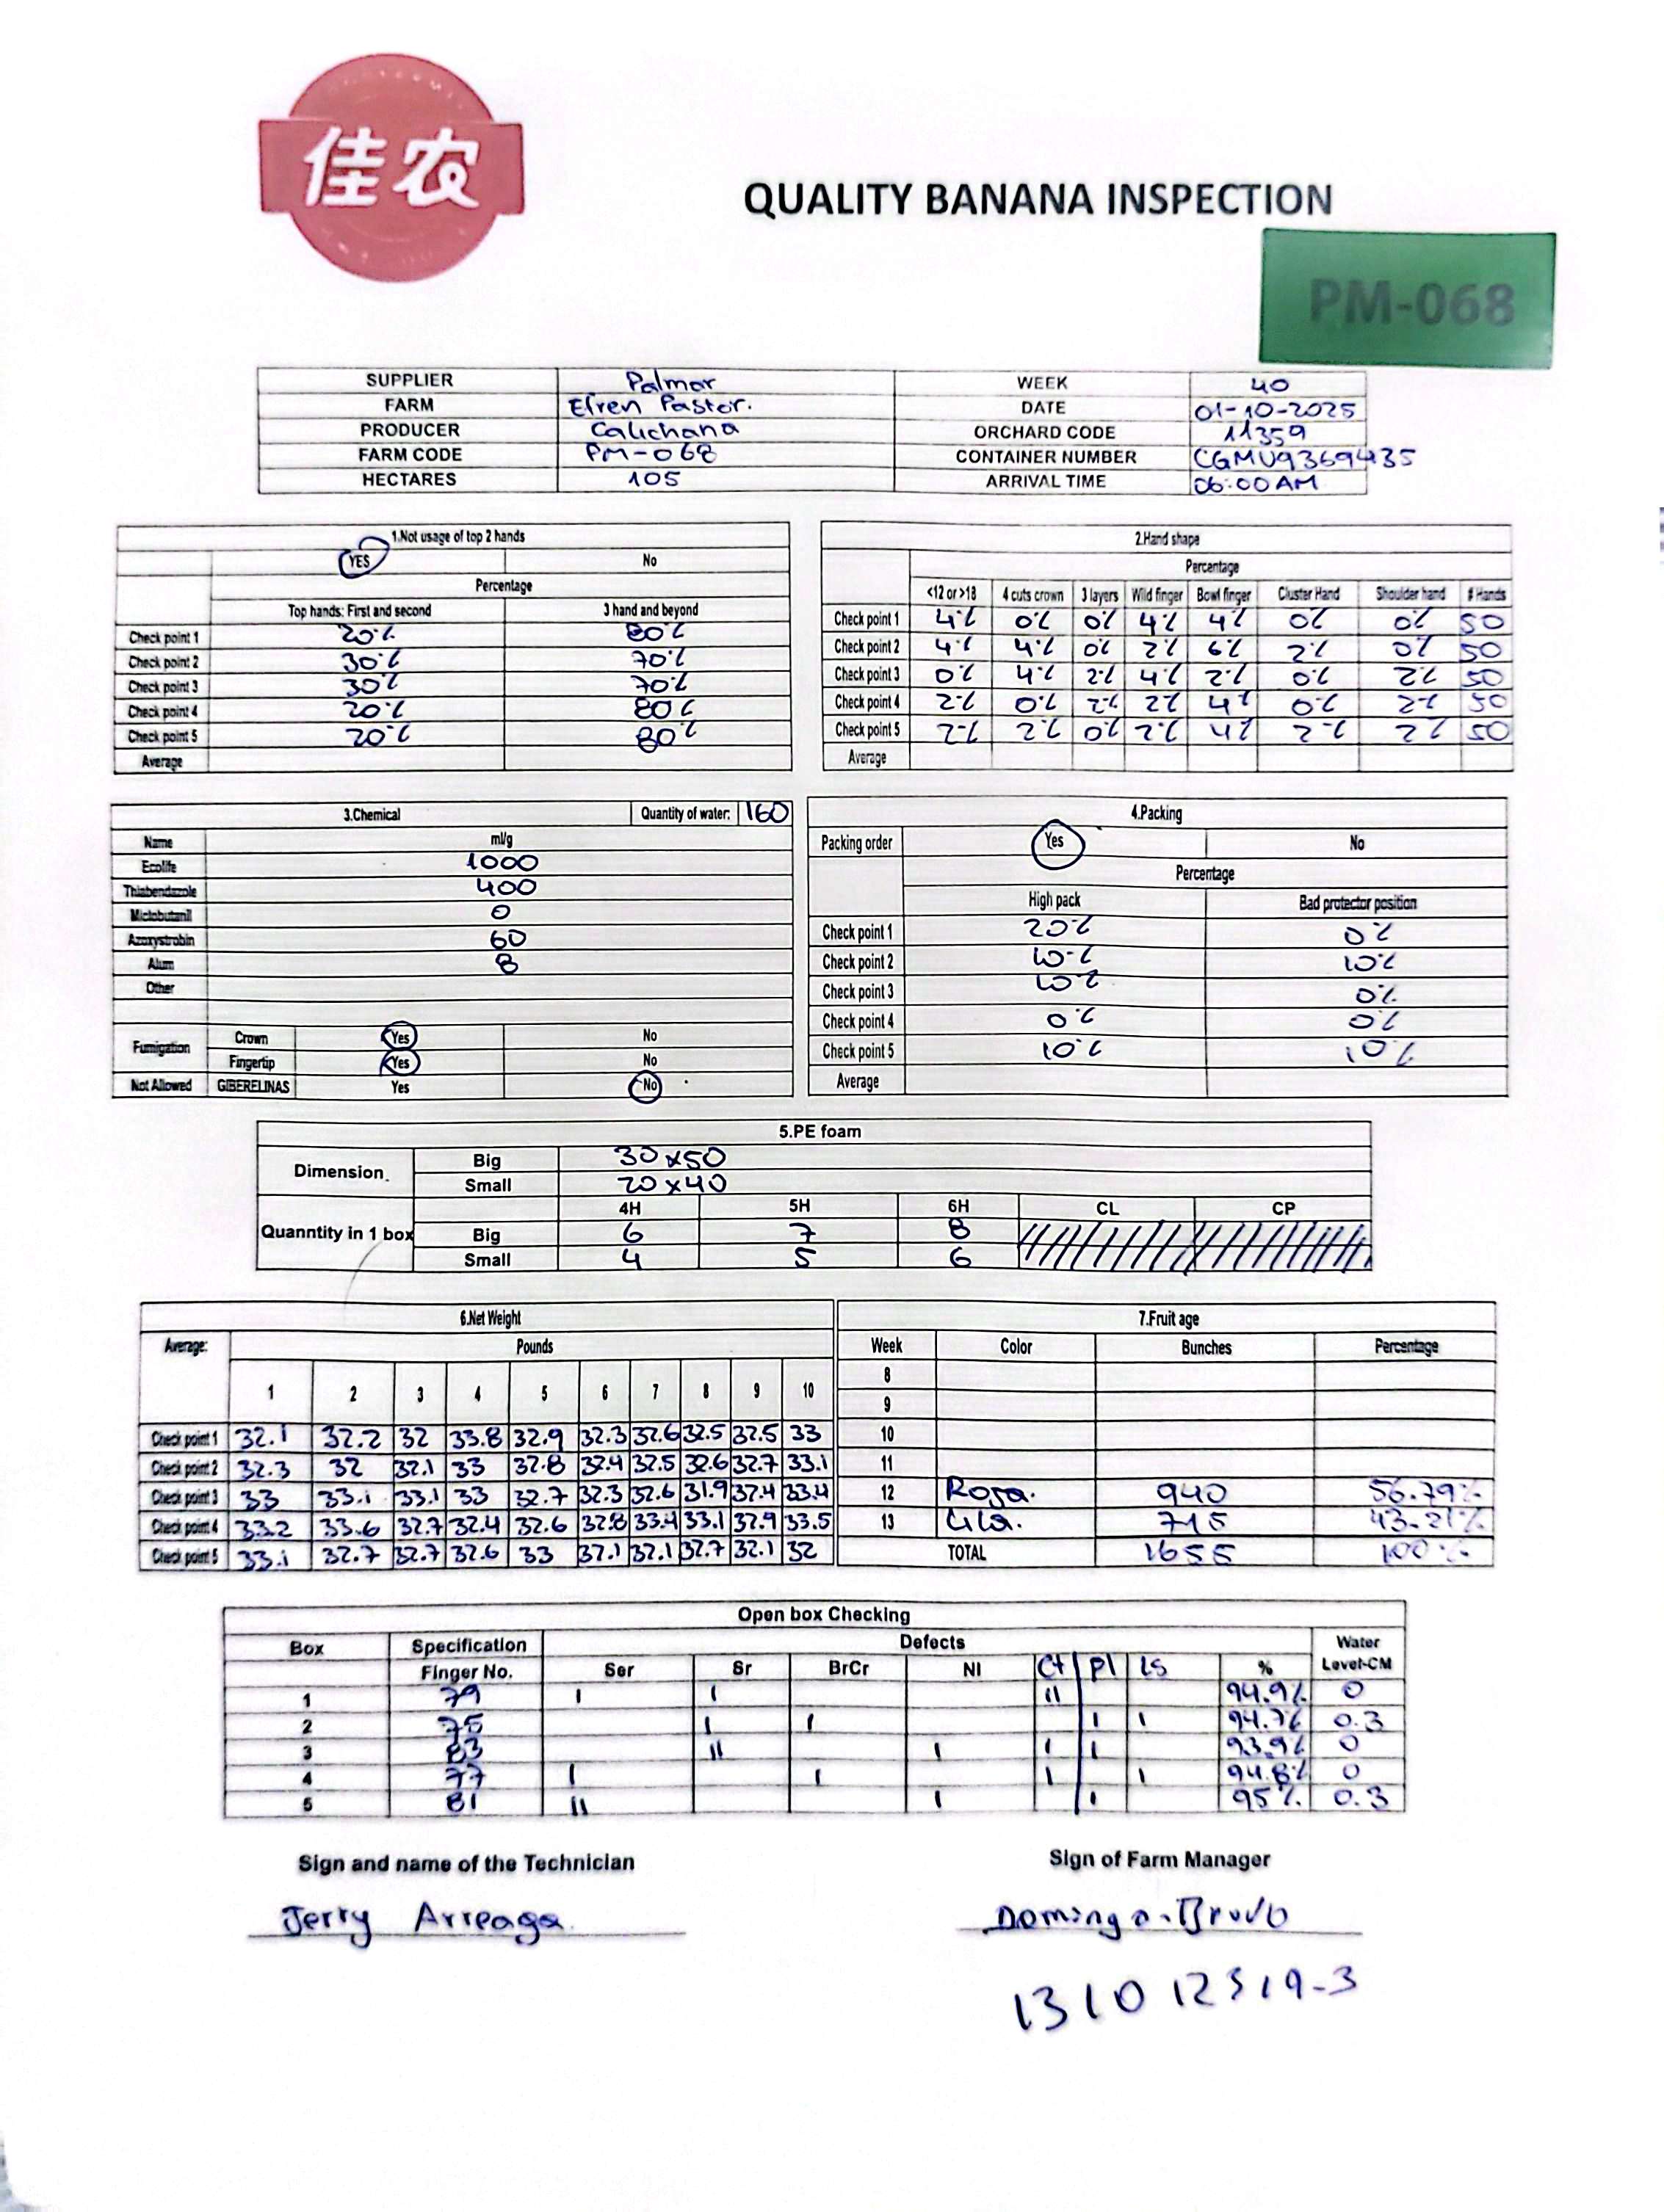 佳农
QUALITY BANANA INSPECTION
PM-068
SUPPLIER Palmar WEEK 40
FARM Efren Pastor. DATE 01-10-2025
PRODUCER Calichana ORCHARD CODE 11359
FARM CODE PM-068 CONTAINER NUMBER CGMU9369435
HECTARES 105 ARRIVAL TIME 06:00 AM
1.Not usage of top 2 hands
YES No
Percentage
Top hands: First and second 3 hand and beyond
Check point 1 20% 80%
Check point 2 30% 70%
Check point 3 30% 70%
Check point 4 20% 80%
Check point 5 20% 80%
Average
2.Hand shape
Percentage
<12 or >18 4 cuts crown 3 layers Wild finger Bowl finger Cluster Hand Shoulder hand # Hands
Check point 1 4% 0% 0% 4% 4% 0% 0% 50
Check point 2 4% 4% 0% 2% 6% 2% 0% 50
Check point 3 0% 4% 2% 4% 2% 0% 2% 50
Check point 4 2% 0% 2% 2% 4% 0% 2% 50
Check point 5 2% 2% 0% 2% 4% 2% 2% 50
Average
3.Chemical Quantity of water: 160
Name ml/g
Ecolife 1000
Thiabendazole 400
Miclobutanil 0
Azoxystrobin 60
Alum 8
Other
Fumigation Crown Yes No
Fingertip Yes No
Not Allowed GIBERELINAS Yes No
4.Packing
Packing order Yes No
Percentage
High pack Bad protector position
Check point 1 20% 0%
Check point 2 10% 10%
Check point 3 10% 0%
Check point 4 0% 0%
Check point 5 10% 10%
Average
5.PE foam
Dimension. Big 30x50
Small 20x40
4H 5H 6H CL CP
Quanntity in 1 box Big 6 7 8
Small 4 5 6
6.Net Weight
Average: Pounds
1 2 3 4 5 6 7 8 9 10
Check point 1 32.1 32.2 32 33.8 32.9 32.3 32.6 32.5 32.5 33
Check point 2 32.3 32 32.1 33 32.8 32.4 32.5 32.6 32.7 33.1
Check point 3 33 33.1 33.1 33 32.7 32.3 32.6 31.9 32.4 33.4
Check point 4 33.2 33.6 32.7 32.4 32.6 32.8 33.4 33.1 32.9 33.5
Check point 5 33.1 32.7 32.7 32.6 33 32.1 32.1 32.7 32.1 32
7.Fruit age
Week Color Bunches Percentage
8
9
10
11
12 Roja. 940 56.79%
13 Lila. 715 43.21%
TOTAL 1655 100%
Open box Checking
Box Specification Defects Water
Finger No. Ser Sr BrCr NI Ct Pl LS % Level-CM
1 79 I I II 94.9% 0
2 75 I I I I 94.7% 0.3
3 83 II I I I 93.9% 0
4 77 I I I I 94.8% 0
5 81 II I I 95% 0.3
Sign and name of the Technician Sign of Farm Manager
Jerry Arreaga. Domingo Bravo
131012319-3